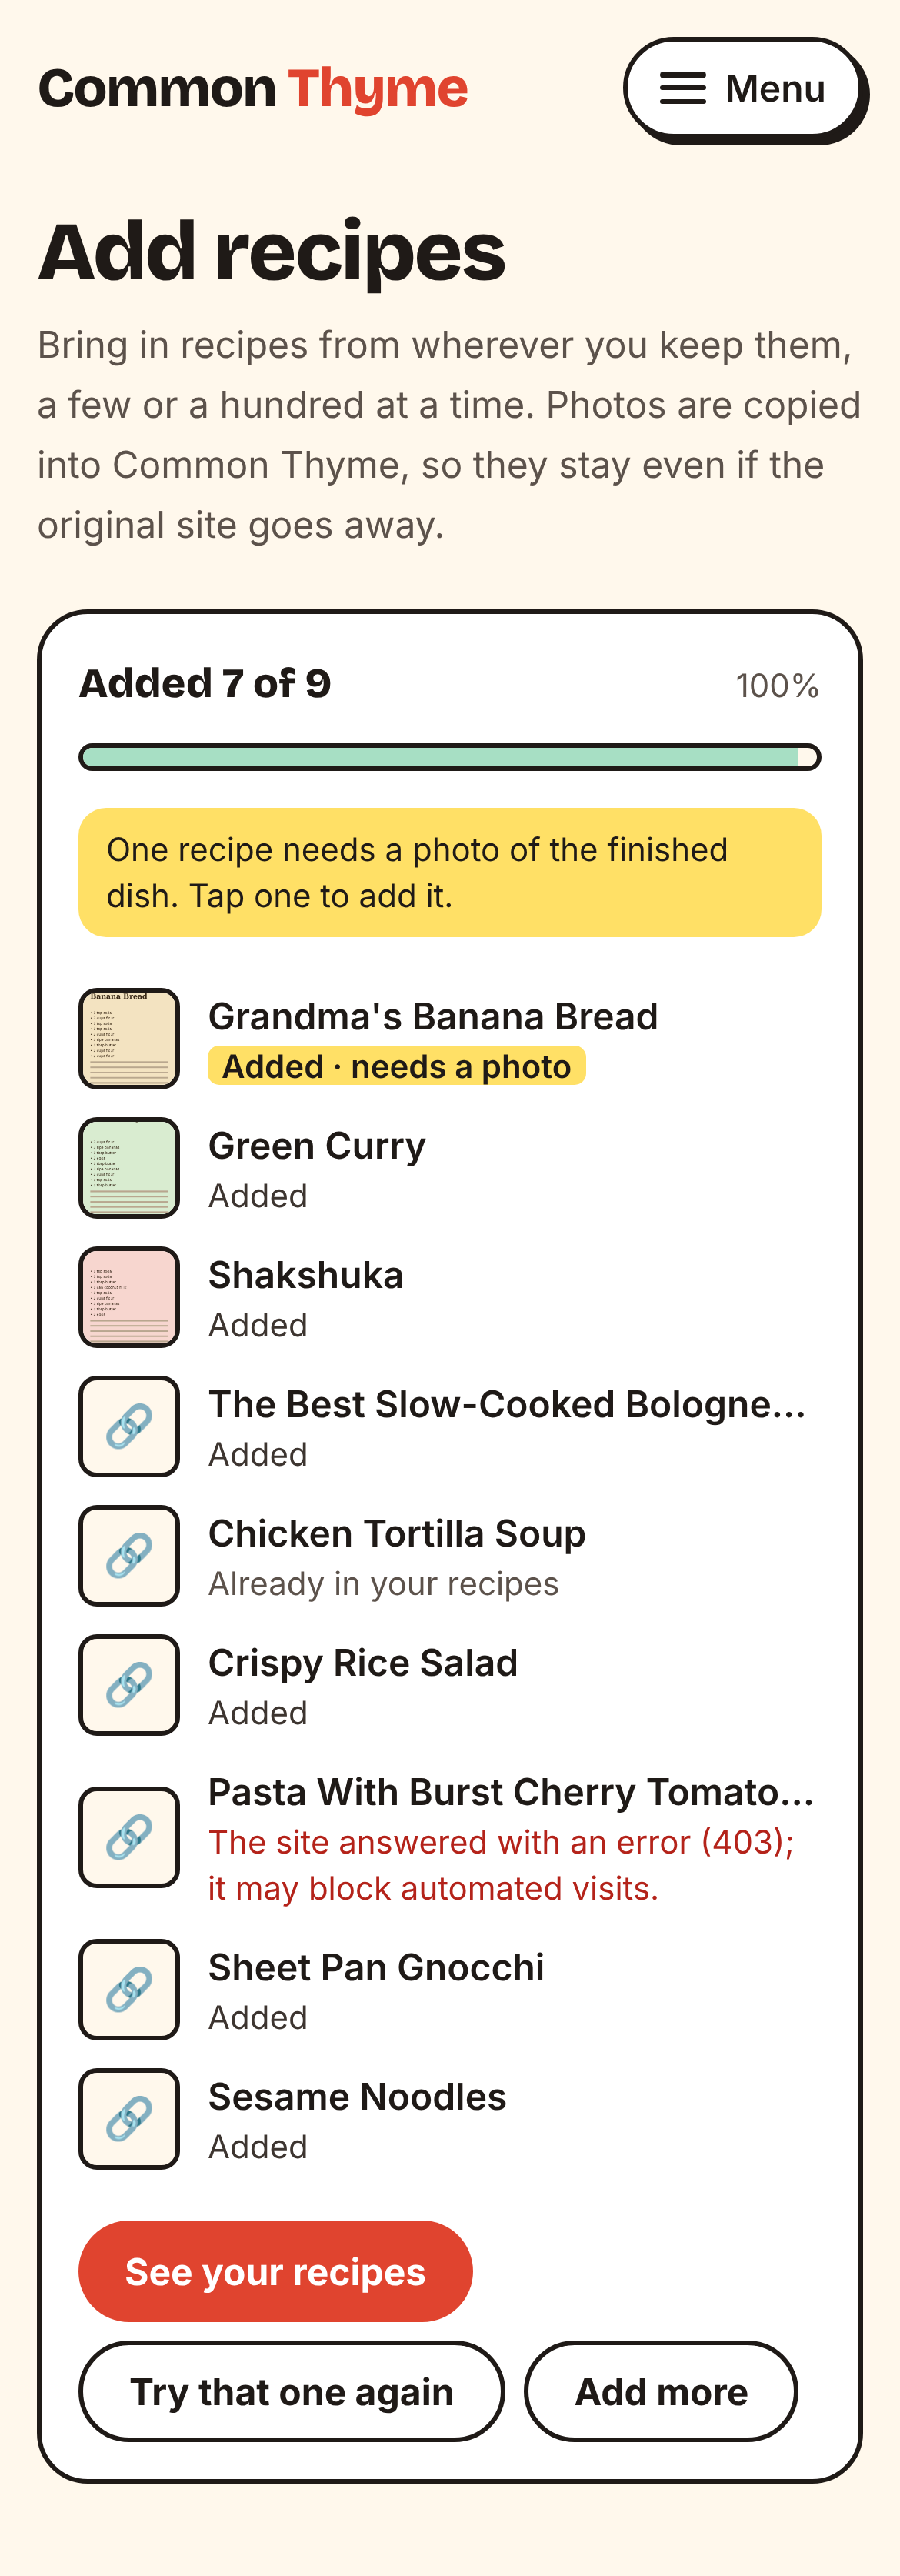 Common Thyme
Menu
Add recipes
Bring in recipes from wherever you keep them,
a few or a hundred at a time. Photos are copied
into Common Thyme, so they stay even if the
original site goes away.
Added 7 of 9
100%
One recipe needs a photo of the finished
dish. Tap one to add it.
Banana Bread
Grandma's Banana Bread
Added · needs a photo
Green Curry
Added
Shakshuka
Added
The Best Slow-Cooked Bologne...
Added
Chicken Tortilla Soup
Already in your recipes
Crispy Rice Salad
Added
Pasta With Burst Cherry Tomato...
The site answered with an error (403);
it may block automated visits.
Sheet Pan Gnocchi
Added
Sesame Noodles
Added
See your recipes
Try that one again
Add more